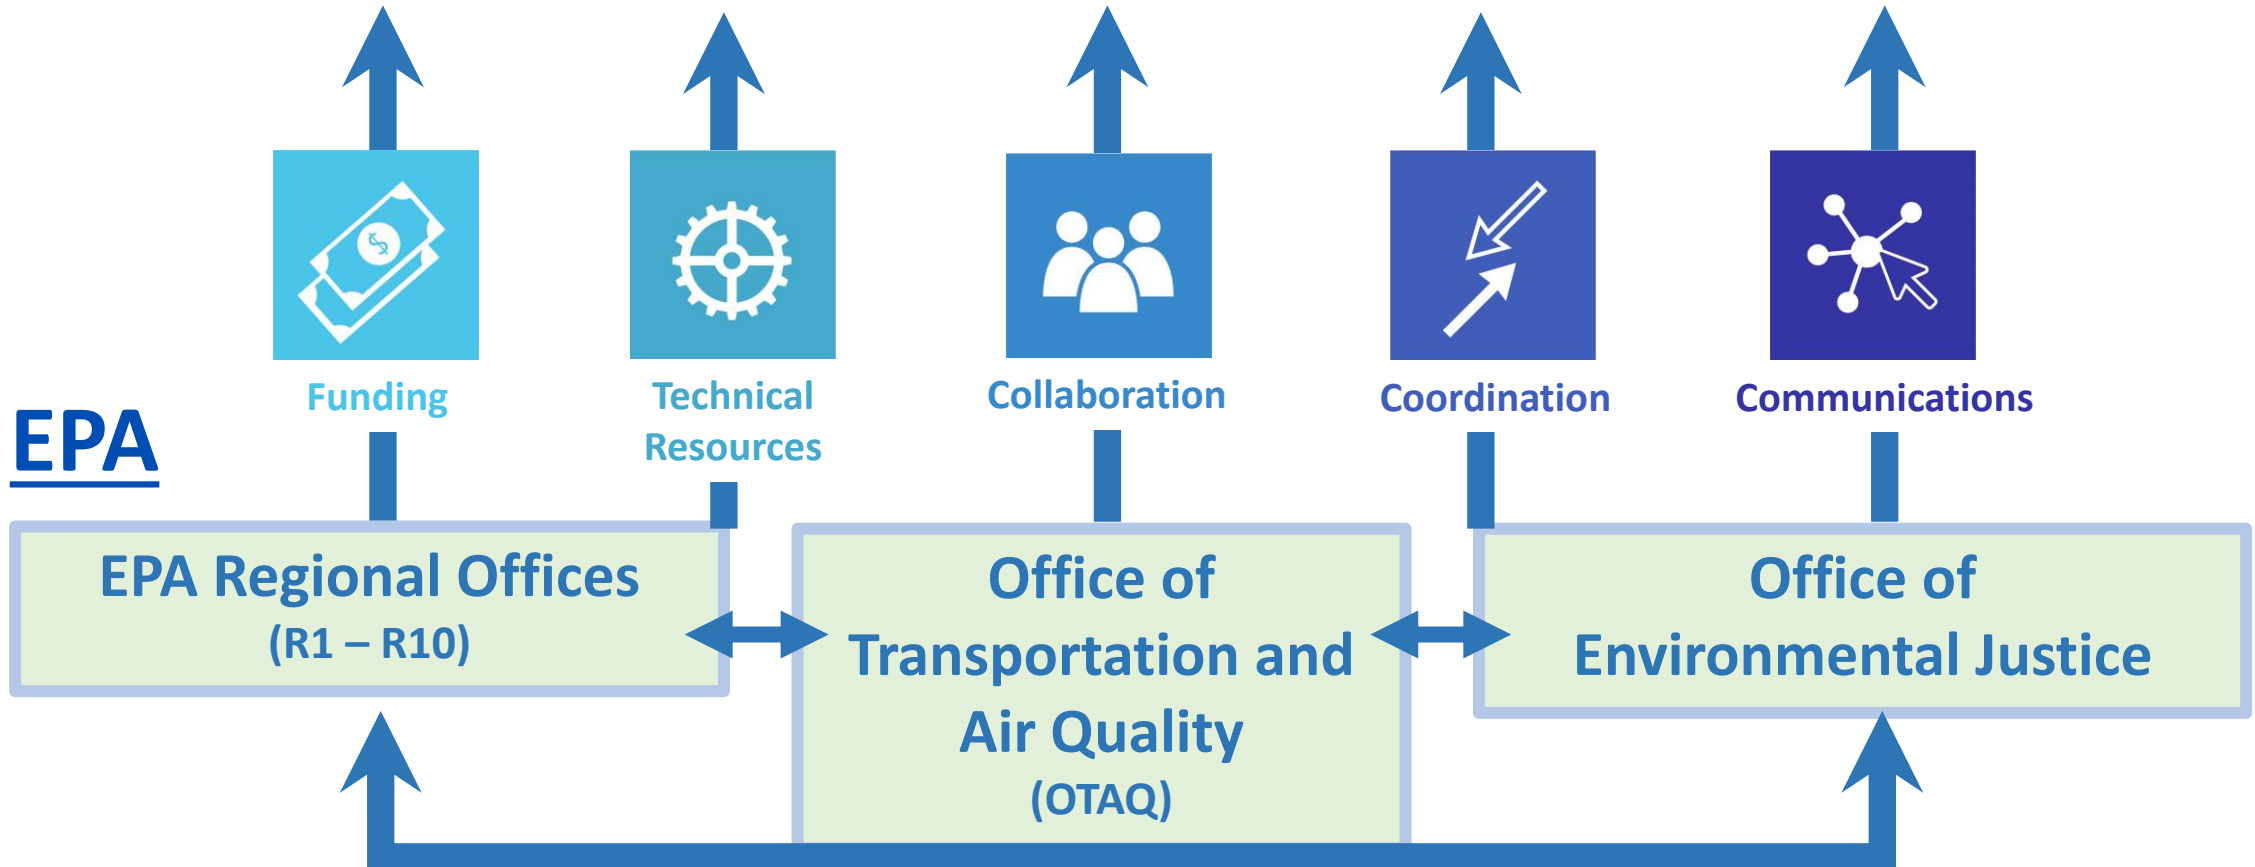 Funding
Technical
Resources
Collaboration
Coordination
Communications
EPA
EPA Regional Offices
(R1 – R10)
Office of
Transportation and
Air Quality
(OTAQ)
Office of
Environmental Justice